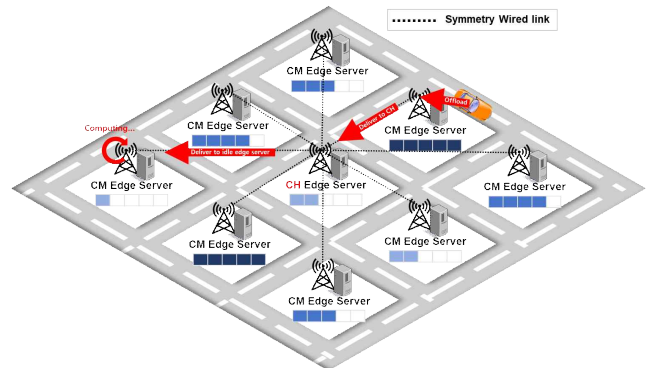 Symmetry Wired link
CM Edge Server
Offload
Deliver to CH
CM Edge Server
CM Edge Server
Computing...
Deliver to idle edge server
CM Edge Server
CH Edge Server
CM Edge Server
CM Edge Server
CM Edge Server
CM Edge Server